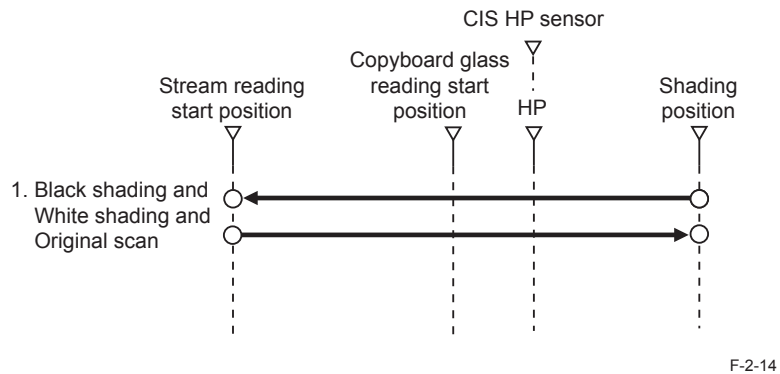 CIS HP sensor
Stream reading
start position
Copyboard glass
reading start
position
HP
Shading
position
1. Black shading and
White shading and
Original scan
F-2-14